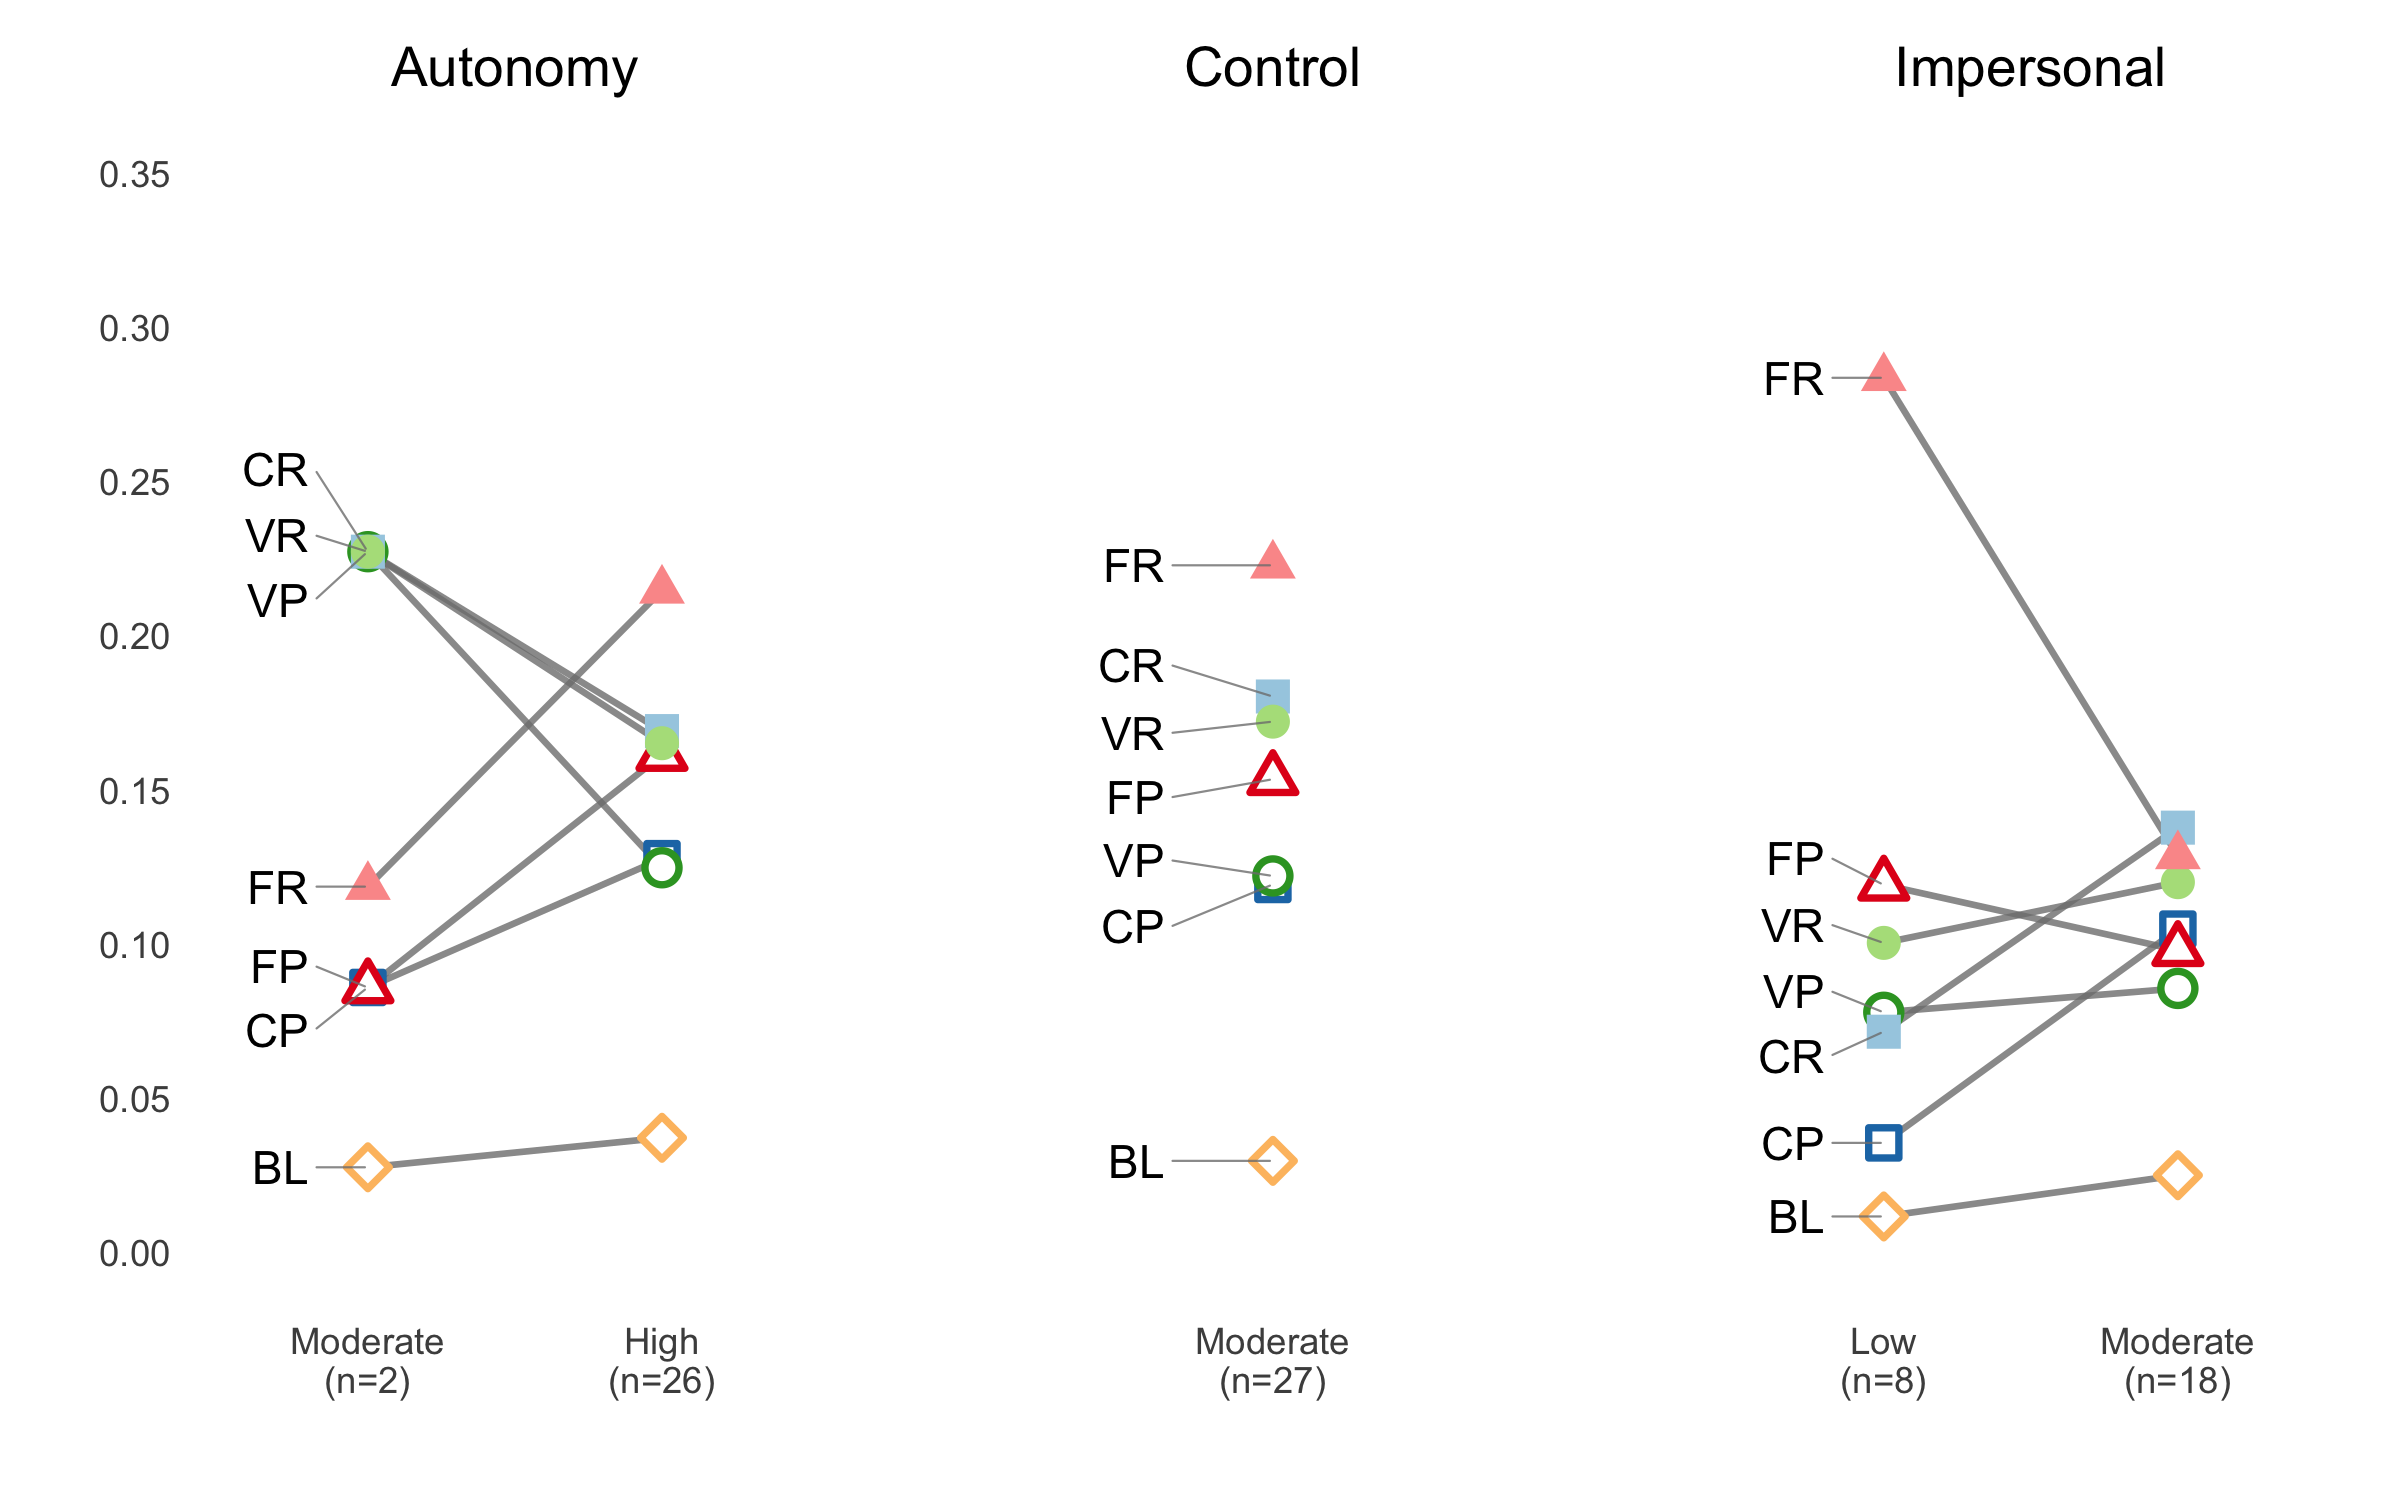 Autonomy
Control
Impersonal
0.35
0.30
0.25
0.20
0.15
0.10
0.05
0.00
CR
VR
VP
FR
FP
CP
BL
FR
CR
VR
FP
VP
CP
BL
FR
FP
VR
VP
CR
CP
BL
Moderate
(n=2)
High
(n=26)
Moderate
(n=27)
Low
(n=8)
Moderate
(n=18)